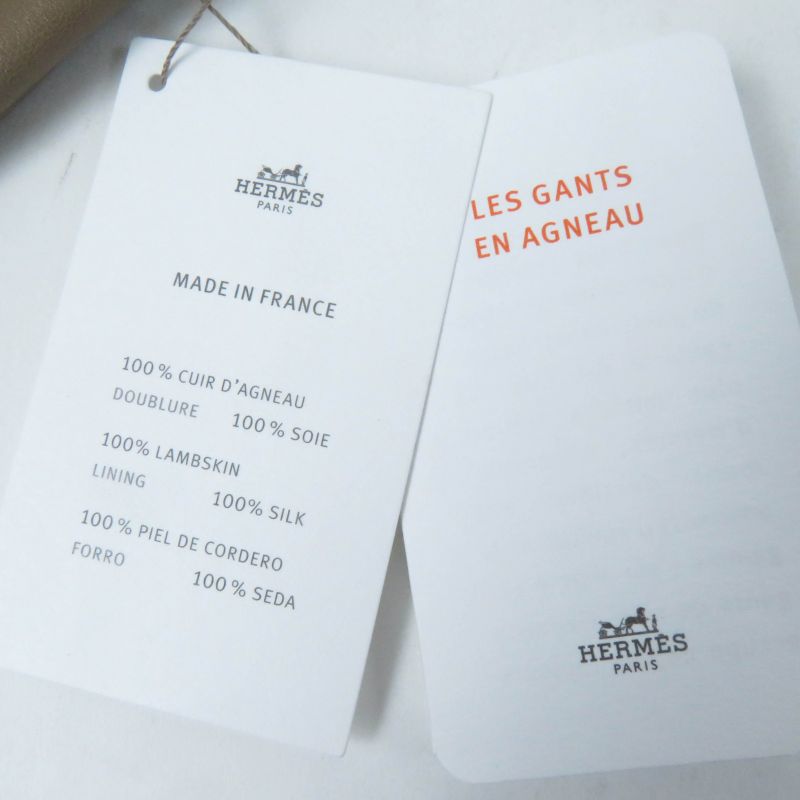 HERMÈS
PARIS
MADE IN FRANCE
100 % CUIR D'AGNEAU
DOUBLURE 100 % SOIE
100% LAMBSKIN
LINING 100% SILK
100 % PIEL DE CORDERO
FORRO 100 % SEDA
LES GANTS
EN AGNEAU
HERMÈS
PARIS